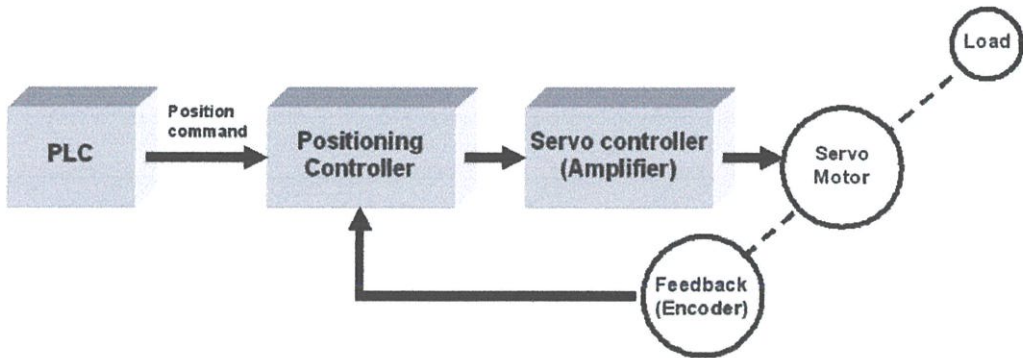 Load
Position
command
PLC
Positioning
Controller
Servo controller
(Amplifier)
Servo
Motor
Feedback
(Encoder)